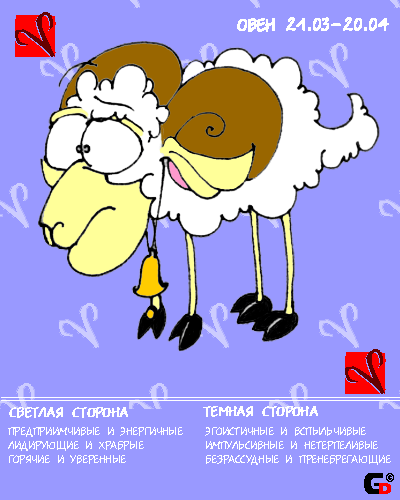 ОВЕН 21.03-20.04
СВЕТЛАЯ СТОРОНА
ПРЕДПРИИМЧИВЫЕ И ЭНЕРГИЧНЫЕ
ЛИДИРУЮЩИЕ И ХРАБРЫЕ
ГОРЯЧИЕ И УВЕРЕННЫЕ
ТЕМНАЯ СТОРОНА
ЭГОИСТИЧНЫЕ И ВСПЫЛЬЧИВЫЕ
ИМПУЛЬСИВНЫЕ И НЕТЕРПЕЛИВЫЕ
БЕЗРАССУДНЫЕ И ПРЕНЕБРЕГАЮЩИЕ
GD©